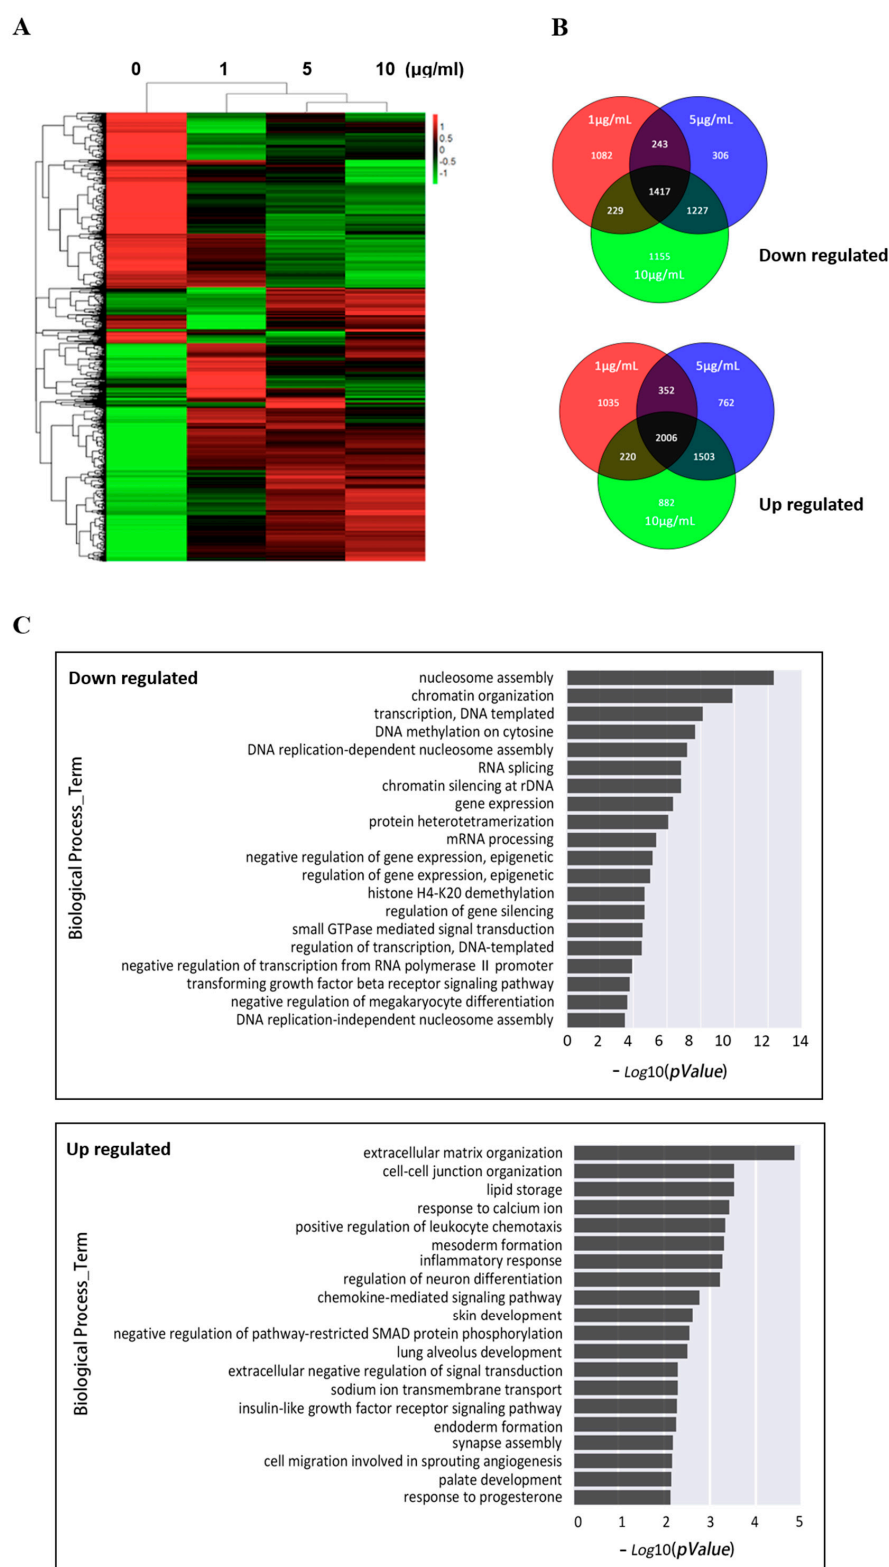 A
0 1 5 10 (µg/ml)
1
0.5
0
-0.5
-1
B
1µg/mL 5µg/mL
243
1082 306
1417
229 1227
1155
10µg/mL
Down regulated
1µg/mL 5µg/mL
352
1035 762
2006
220 1503
882
10µg/mL
Up regulated
C
Down regulated
Biological Process_Term
nucleosome assembly
chromatin organization
transcription, DNA templated
DNA methylation on cytosine
DNA replication-dependent nucleosome assembly
RNA splicing
chromatin silencing at rDNA
gene expression
protein heterotetramerization
mRNA processing
negative regulation of gene expression, epigenetic
regulation of gene expression, epigenetic
histone H4-K20 demethylation
regulation of gene silencing
small GTPase mediated signal transduction
regulation of transcription, DNA-templated
negative regulation of transcription from RNA polymerase II promoter
transforming growth factor beta receptor signaling pathway
negative regulation of megakaryocyte differentiation
DNA replication-independent nucleosome assembly
0 2 4 6 8 10 12 14
– Log10(pValue)
Up regulated
Biological Process_Term
extracellular matrix organization
cell-cell junction organization
lipid storage
response to calcium ion
positive regulation of leukocyte chemotaxis
mesoderm formation
inflammatory response
regulation of neuron differentiation
chemokine-mediated signaling pathway
skin development
negative regulation of pathway-restricted SMAD protein phosphorylation
lung alveolus development
extracellular negative regulation of signal transduction
sodium ion transmembrane transport
insulin-like growth factor receptor signaling pathway
endoderm formation
synapse assembly
cell migration involved in sprouting angiogenesis
palate development
response to progesterone
0 1 2 3 4 5
– Log10(pValue)